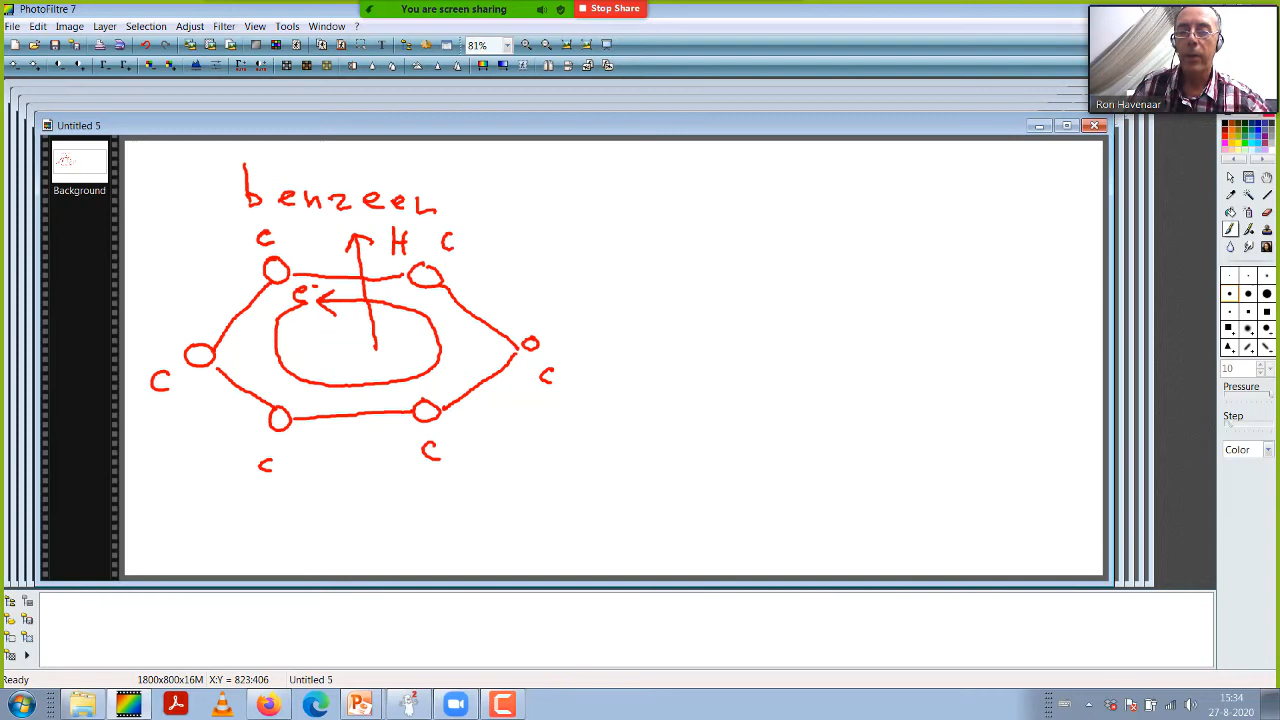 PhotoFiltre 7
You are screen sharing
Stop Share
File Edit Image Layer Selection Adjust Filter View Tools Window ?
81%
Ron Havenaar
Untitled 5
Background
benzeen
C H C
e-
C C
C C
10
Pressure
Step
Color
Ready 1800x800x16M X:Y= 823:406 Untitled 5
15:34
27-8-2020